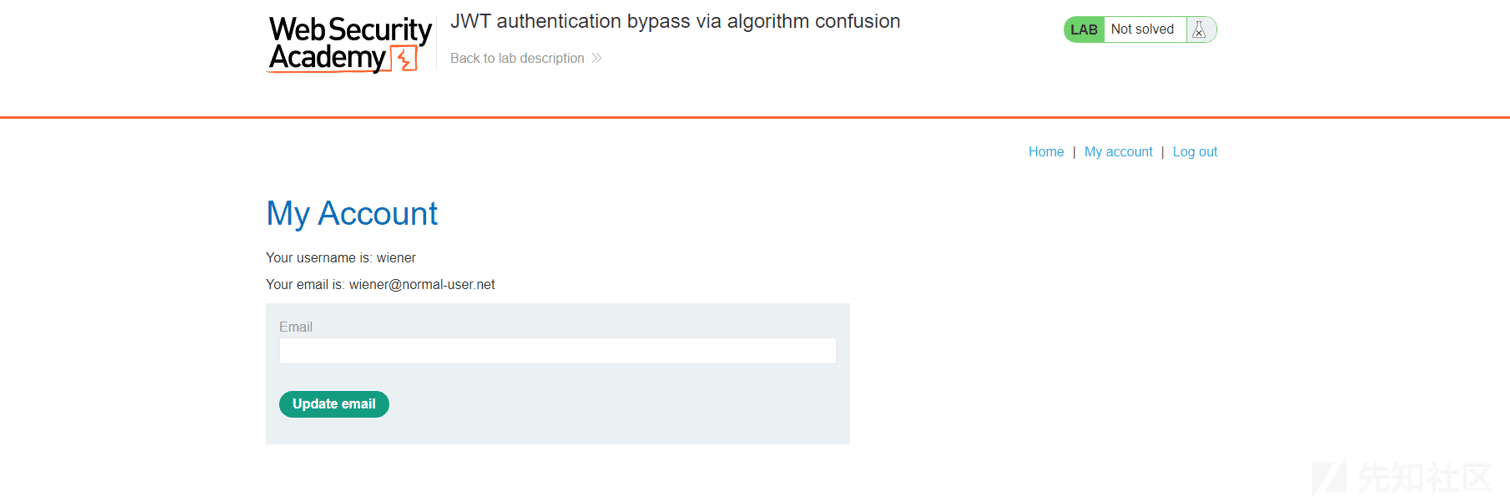 WebSecurity
Academy
JWT authentication bypass via algorithm confusion
Back to lab description
LAB Not solved
Home | My account | Log out
My Account
Your username is: wiener
Your email is: wiener@normal-user.net
Email
Update email
先知社区